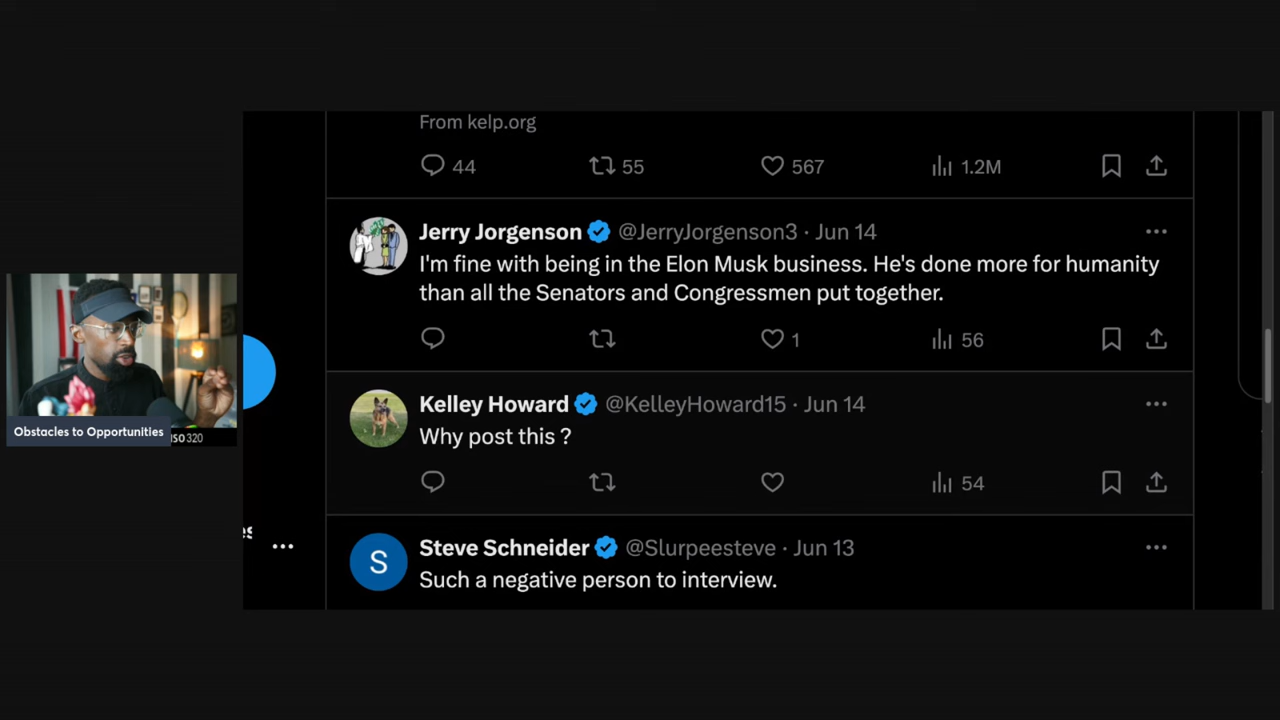 From kelp.org
44 55 567 1.2M
Jerry Jorgenson @JerryJorgenson3 · Jun 14
I'm fine with being in the Elon Musk business. He's done more for humanity
than all the Senators and Congressmen put together.
1 56
Kelley Howard @KelleyHoward15 · Jun 14
Why post this ?
54
S
Steve Schneider @Slurpeesteve · Jun 13
Such a negative person to interview.
Obstacles to Opportunities
ISO 320